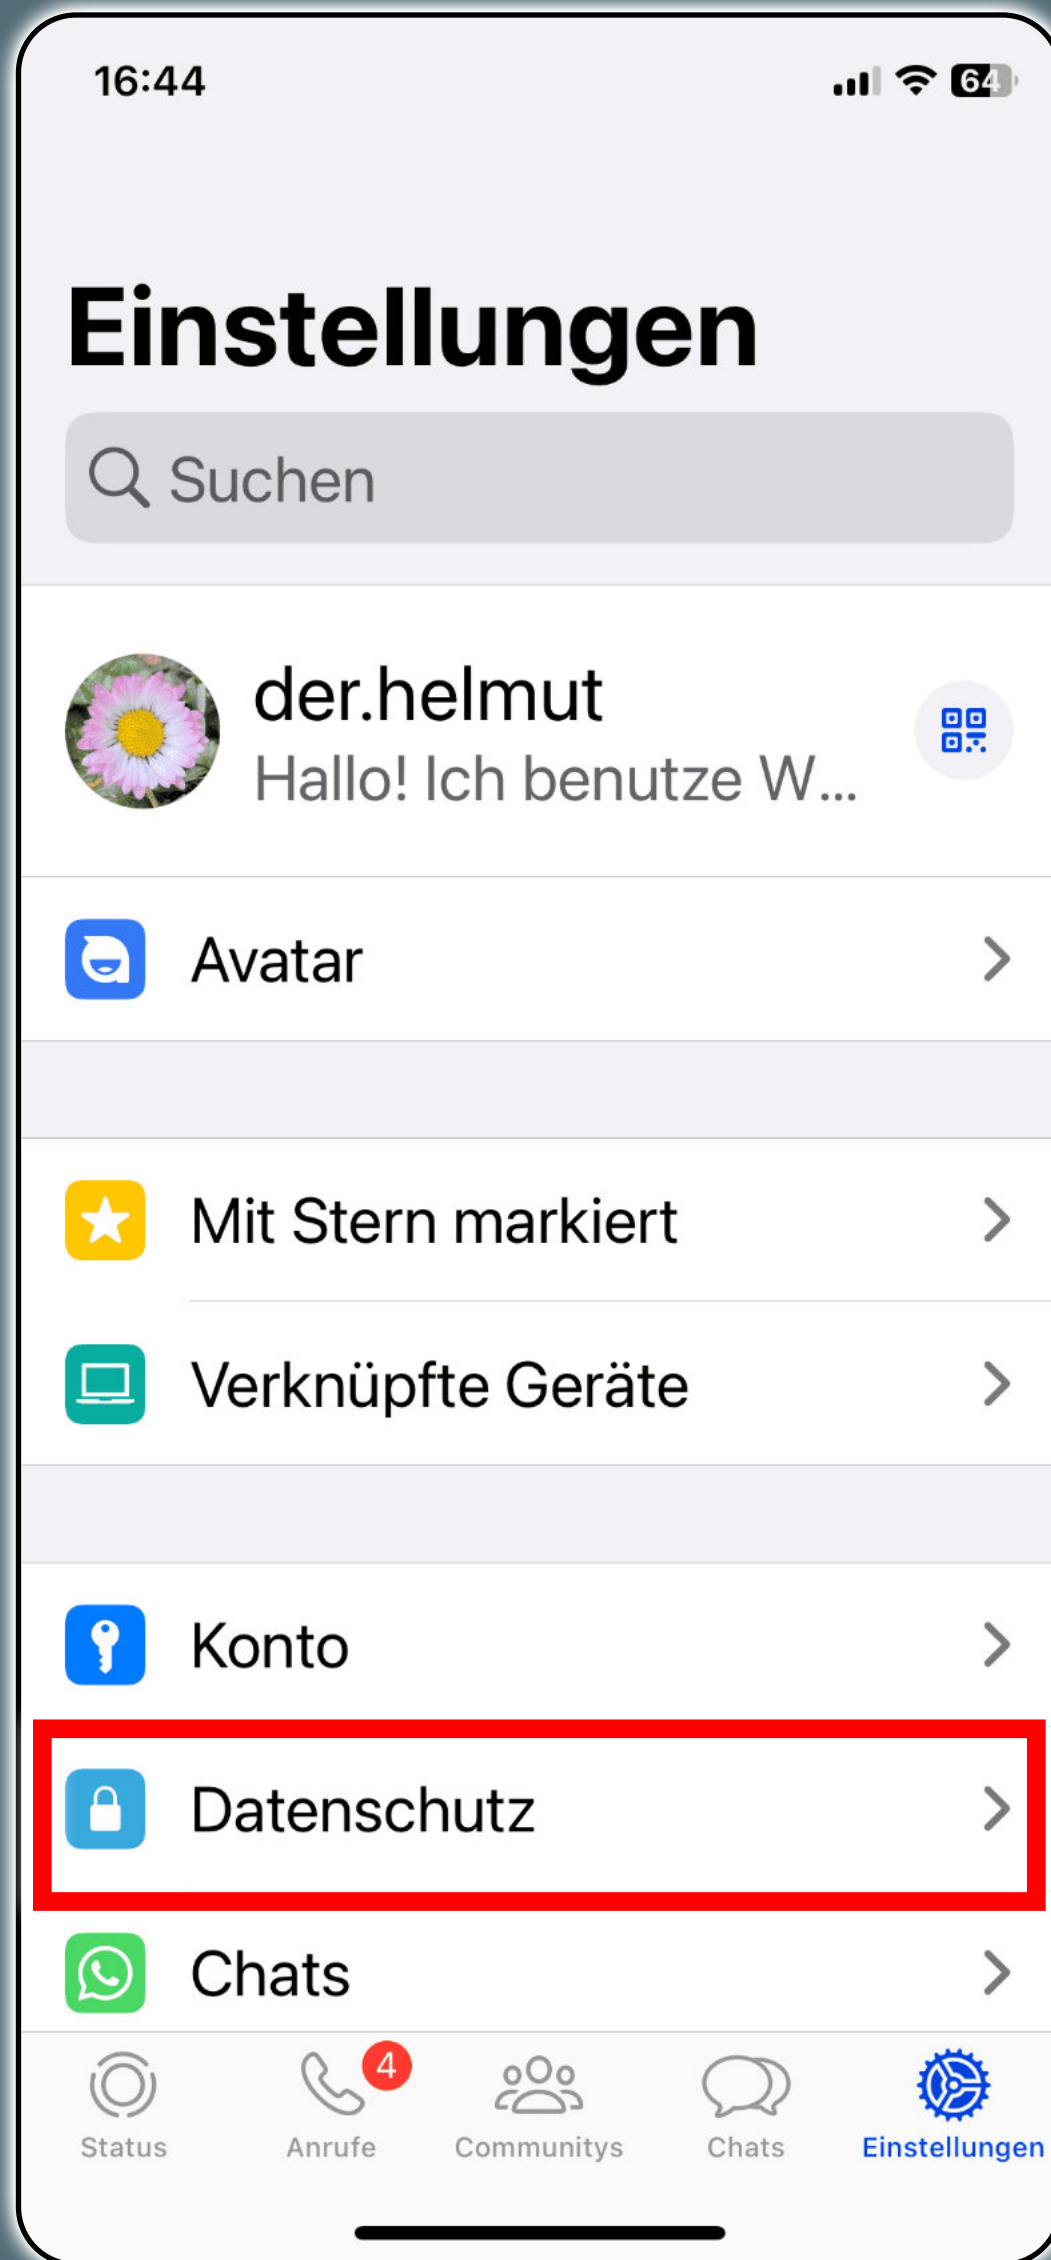 16:44
64
Einstellungen
Suchen
der.helmut
Hallo! Ich benutze W...
Avatar
Mit Stern markiert
Verknüpfte Geräte
Konto
Datenschutz
Chats
4
Status
Anrufe
Communitys
Chats
Einstellungen